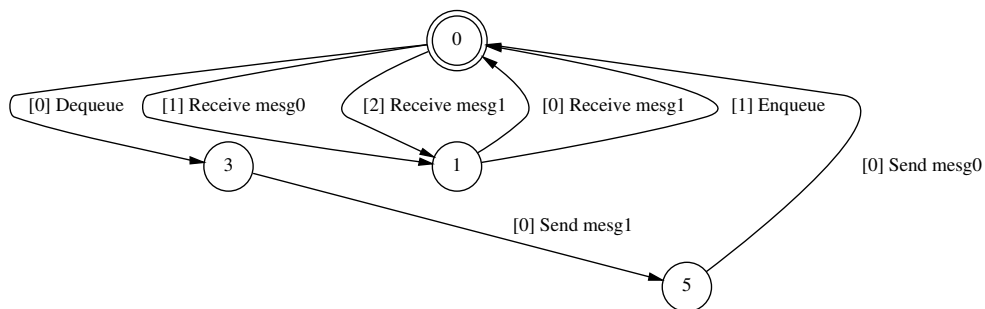 0
[0] Dequeue
[1] Receive mesg0
[2] Receive mesg1
[0] Receive mesg1
[1] Enqueue
3
1
[0] Send mesg0
[0] Send mesg1
5